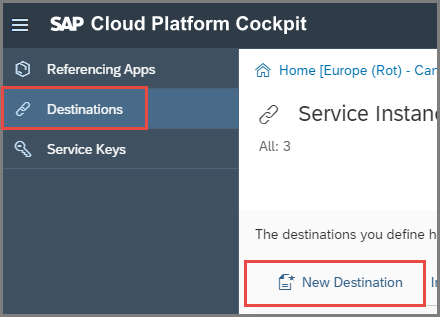 SAP Cloud Platform Cockpit
Referencing Apps
Destinations
Service Keys
Home [Europe (Rot) - Can
Service Instanc
All: 3
The destinations you define h
New Destination